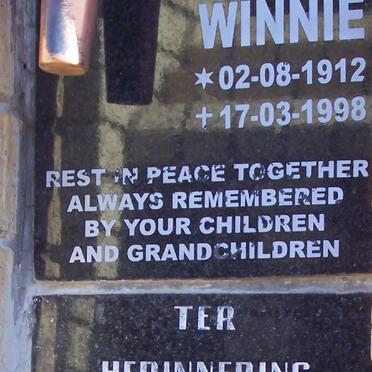 WINNIE
✶ 02-08-1912
+ 17-03-1998
REST IN PEACE TOGETHER
ALWAYS REMEMBERED
BY YOUR CHILDREN
AND GRANDCHILDREN
TER
HERINNERING